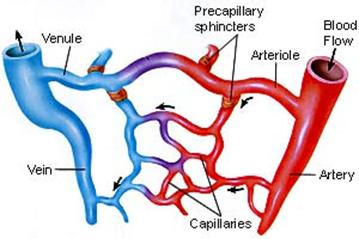 Precapillary
sphincters
Blood
Flow
Venule
Arteriole
Vein
Artery
Capillaries